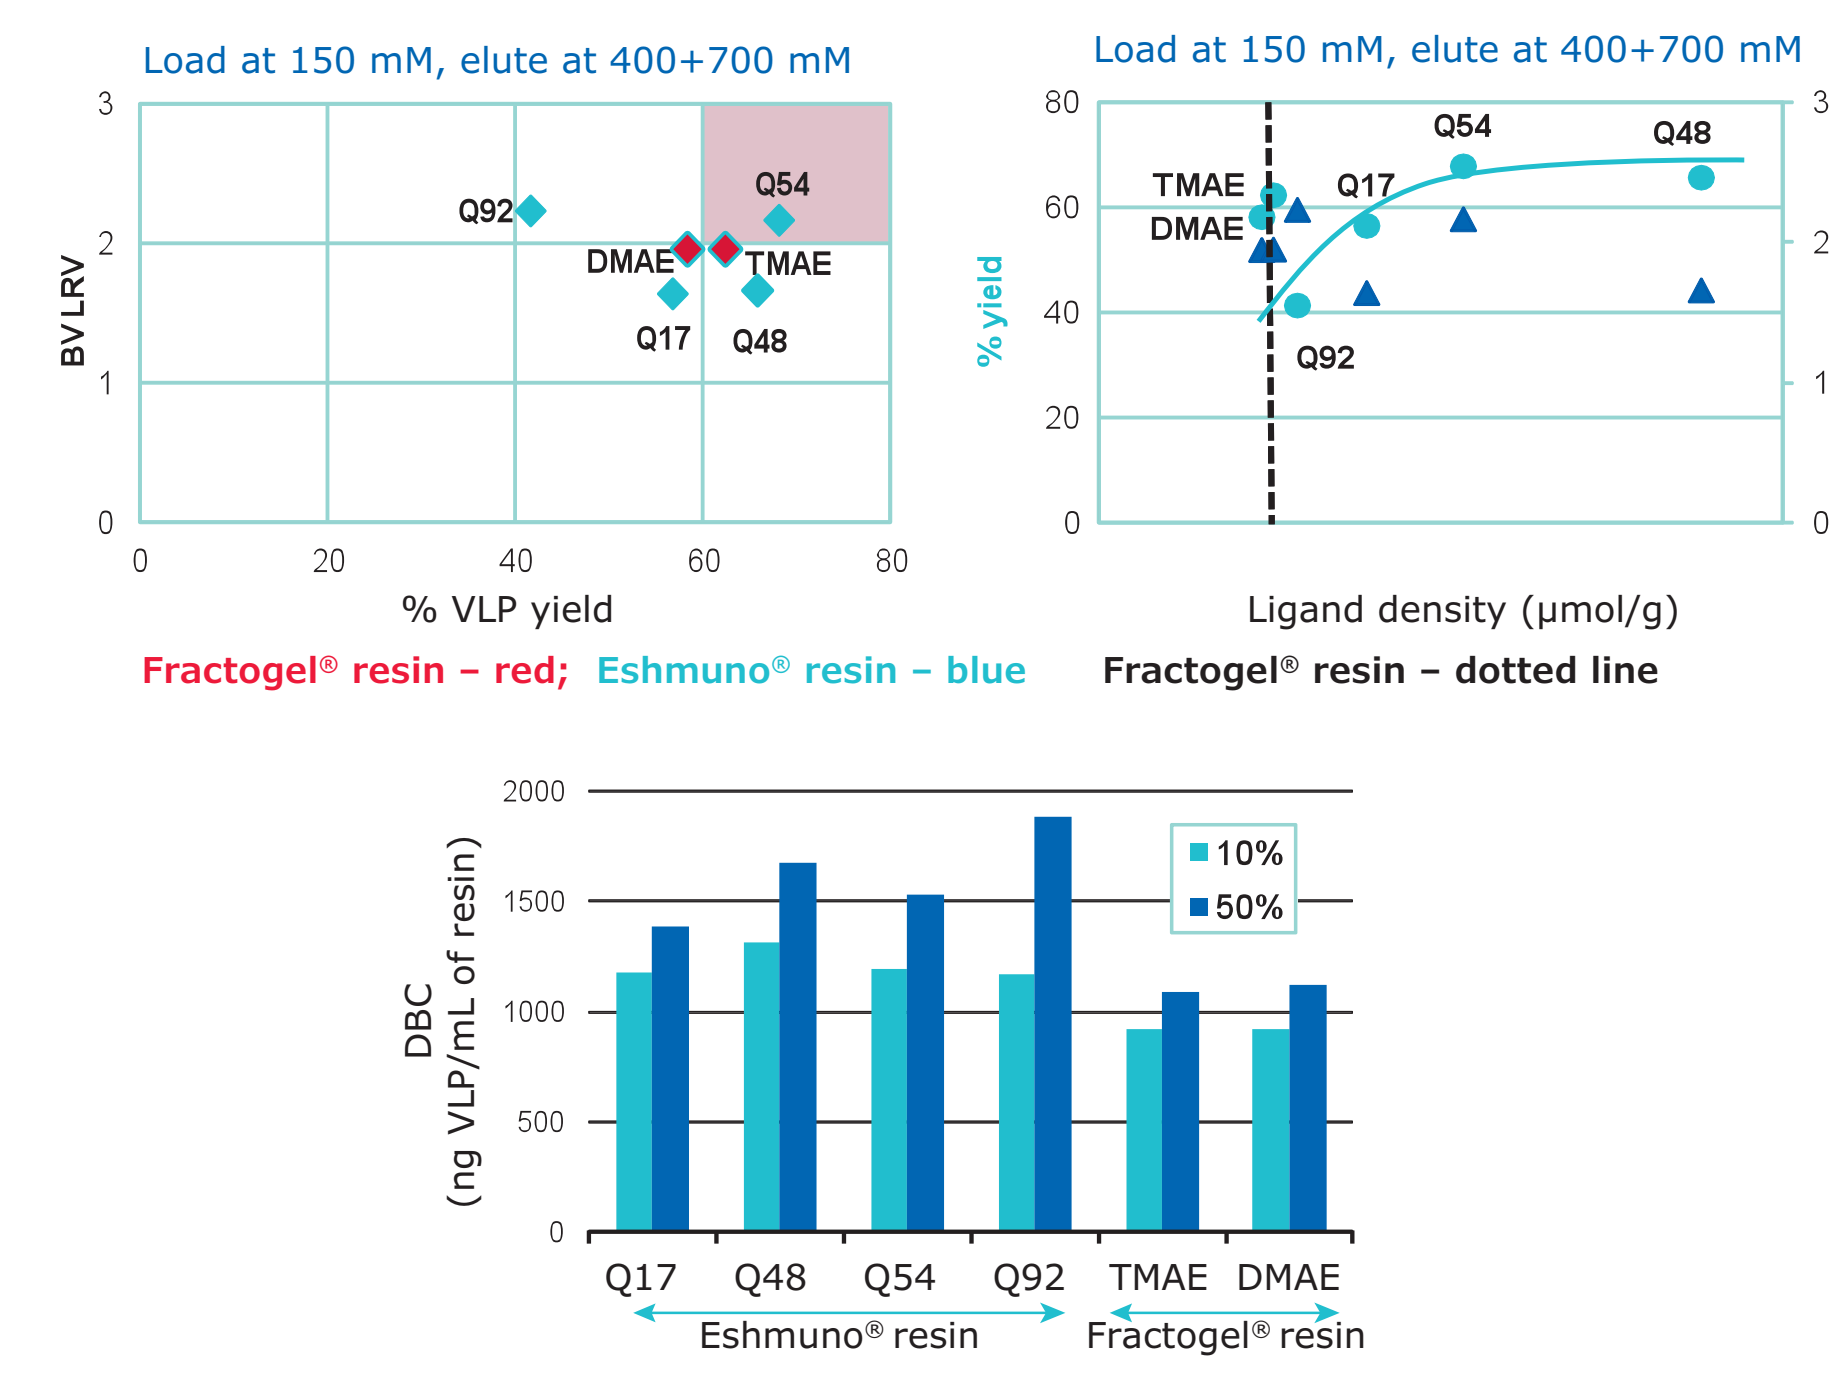 Load at 150 mM, elute at 400+700 mM
3
2
1
0
BV LRV
Q92
Q54
DMAE
TMAE
Q17
Q48
0
20
40
60
80
% VLP yield
Fractogel® resin – red; Eshmuno® resin – blue
Load at 150 mM, elute at 400+700 mM
80
60
40
20
0
% yield
TMAE
DMAE
Q17
Q54
Q48
Q92
3
2
1
0
Ligand density (µmol/g)
Fractogel® resin – dotted line
2000
1500
1000
500
0
DBC
(ng VLP/mL of resin)
10%
50%
Q17
Q48
Q54
Q92
TMAE
DMAE
Eshmuno® resin
Fractogel® resin